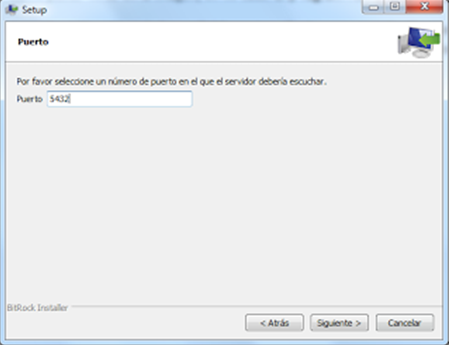 Setup
Puerto
Por favor seleccione un número de puerto en el que el servidor debería escuchar.
Puerto 5432
BitRock Installer
< Atrás Siguiente > Cancelar